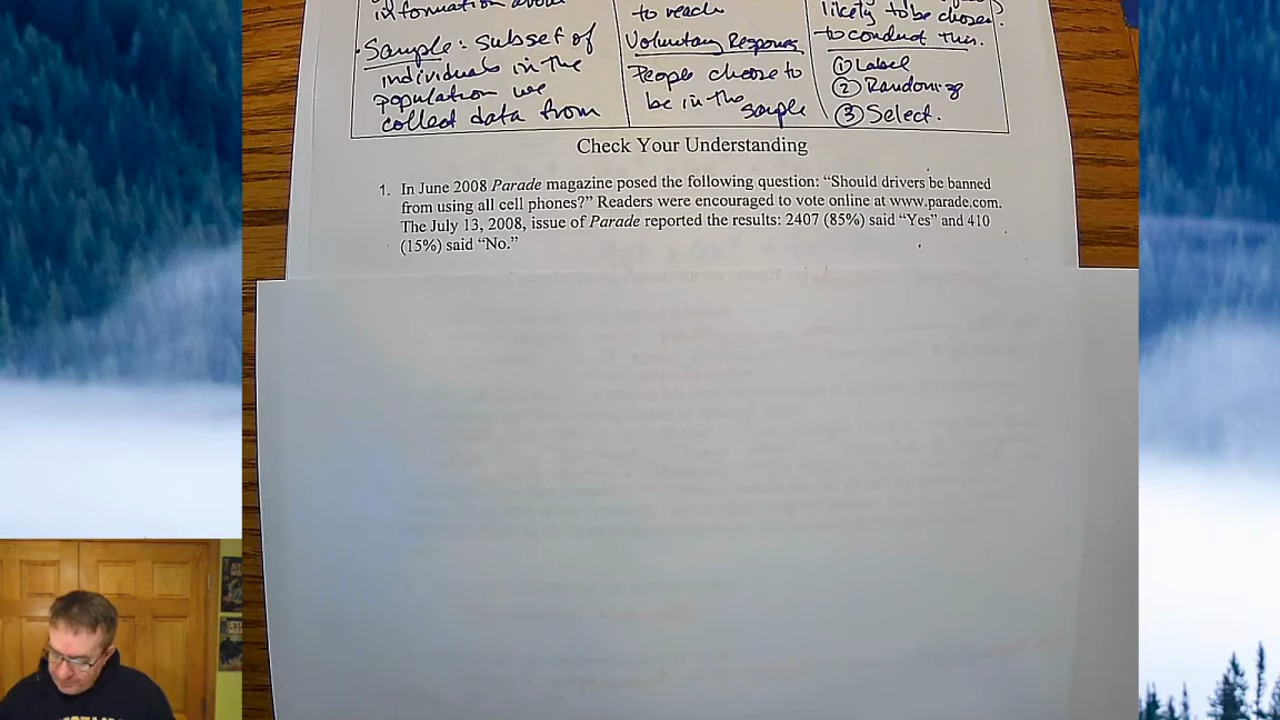 information about
Sample: subset of
individuals in the
population we
collect data from
to reach
Voluntary Response
People choose to
be in the sample
likely to be chosen
to conduct this.
① Label
② Randomize
③ Select.
Check Your Understanding
1. In June 2008 Parade magazine posed the following question: “Should drivers be banned
from using all cell phones?” Readers were encouraged to vote online at www.parade.com.
The July 13, 2008, issue of Parade reported the results: 2407 (85%) said “Yes” and 410
(15%) said “No.”